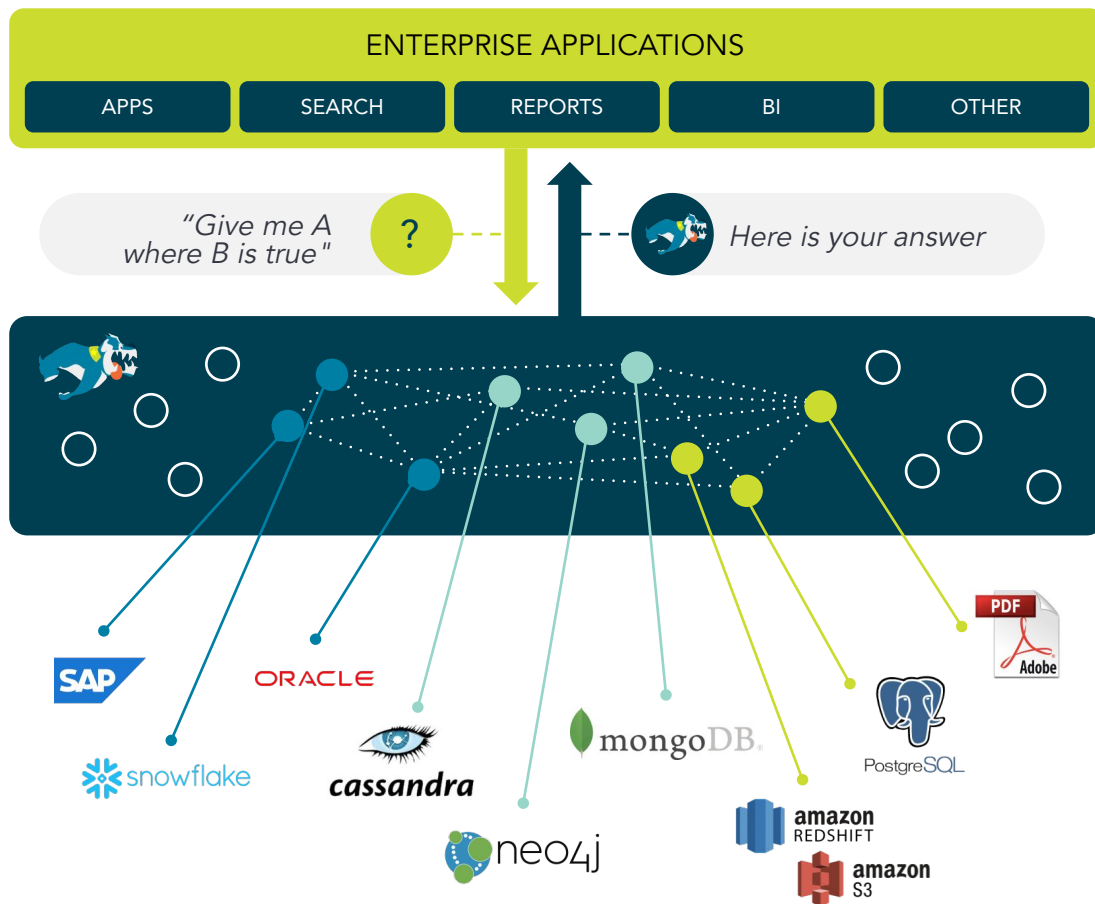 ENTERPRISE APPLICATIONS
APPS
SEARCH
REPORTS
BI
OTHER
“Give me A
where B is true"
?
Here is your answer
PDF
Adobe
SAP
ORACLE
PostgreSQL
mongoDB®
snowflake
cassandra
amazon
REDSHIFT
neo4j
amazon
S3